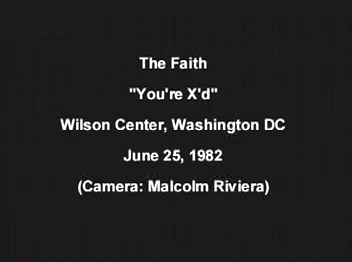 The Faith
"You're X'd"
Wilson Center, Washington DC
June 25, 1982
(Camera: Malcolm Riviera)